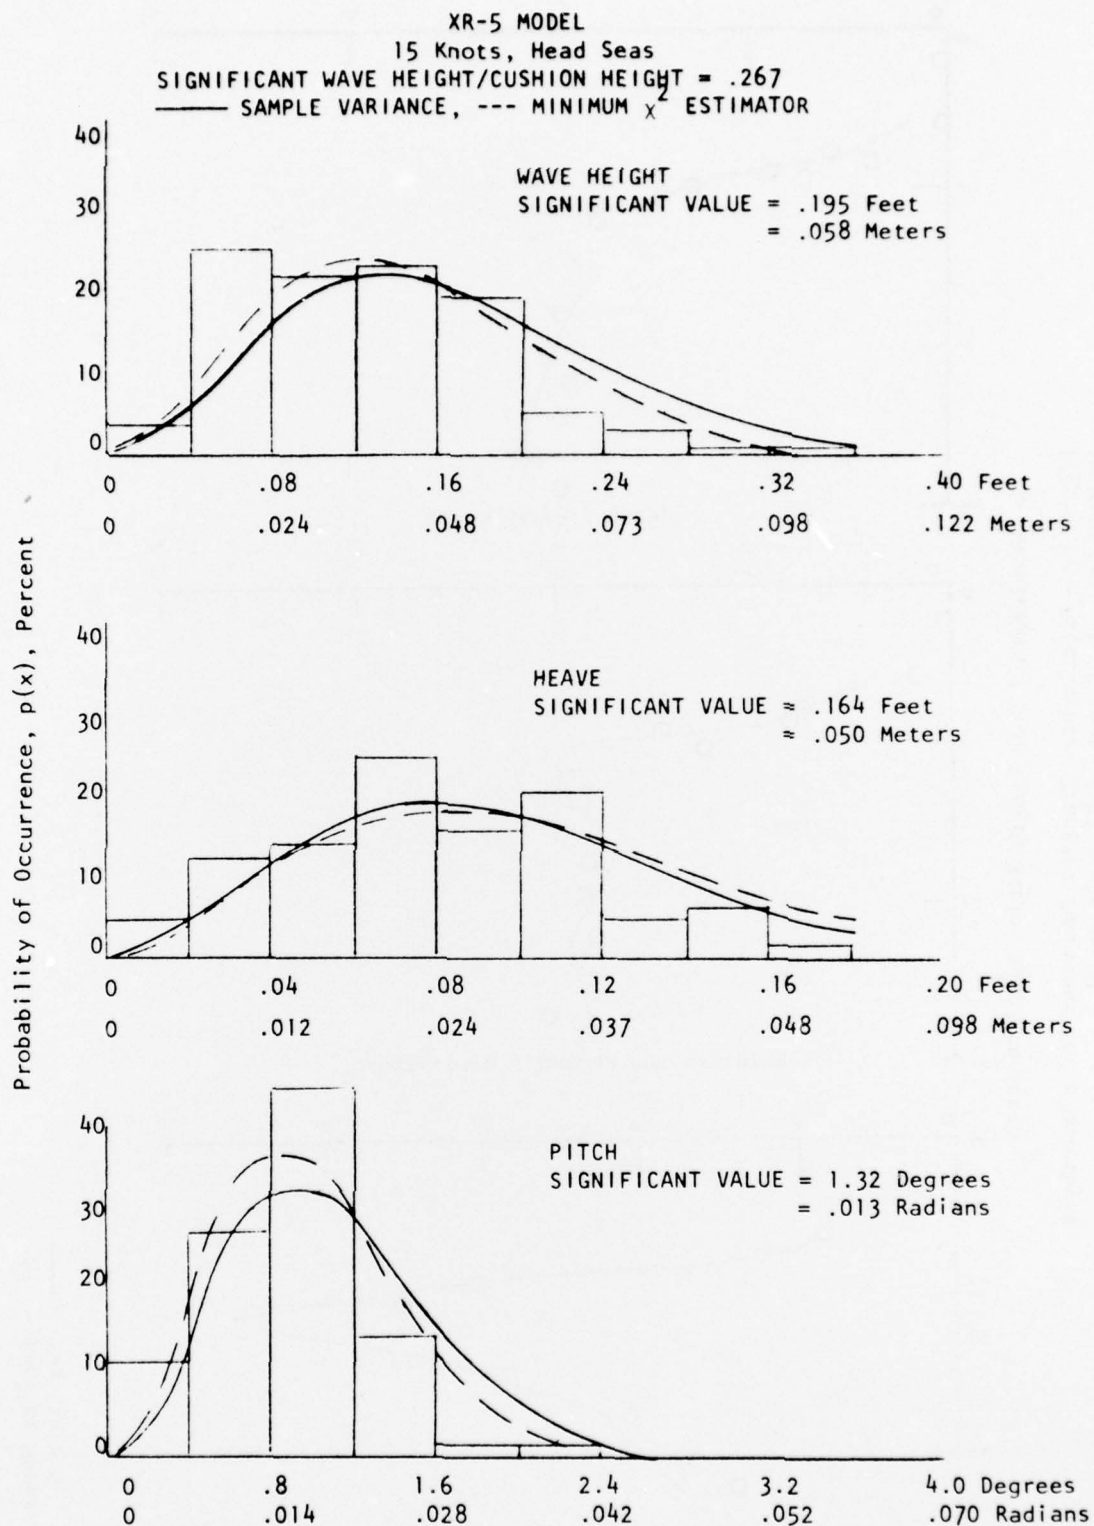 XR-5 MODEL
15 Knots, Head Seas
SIGNIFICANT WAVE HEIGHT/CUSHION HEIGHT = .267
—— SAMPLE VARIANCE, --- MINIMUM χ² ESTIMATOR
Probability of Occurrence, p(x), Percent
40
30
20
10
0
WAVE HEIGHT
SIGNIFICANT VALUE = .195 Feet
= .058 Meters
0 .08 .16 .24 .32 .40 Feet
0 .024 .048 .073 .098 .122 Meters
40
30
20
10
0
HEAVE
SIGNIFICANT VALUE ≈ .164 Feet
≈ .050 Meters
0 .04 .08 .12 .16 .20 Feet
0 .012 .024 .037 .048 .098 Meters
40
30
20
10
0
PITCH
SIGNIFICANT VALUE = 1.32 Degrees
= .013 Radians
0 .8 1.6 2.4 3.2 4.0 Degrees
0 .014 .028 .042 .052 .070 Radians